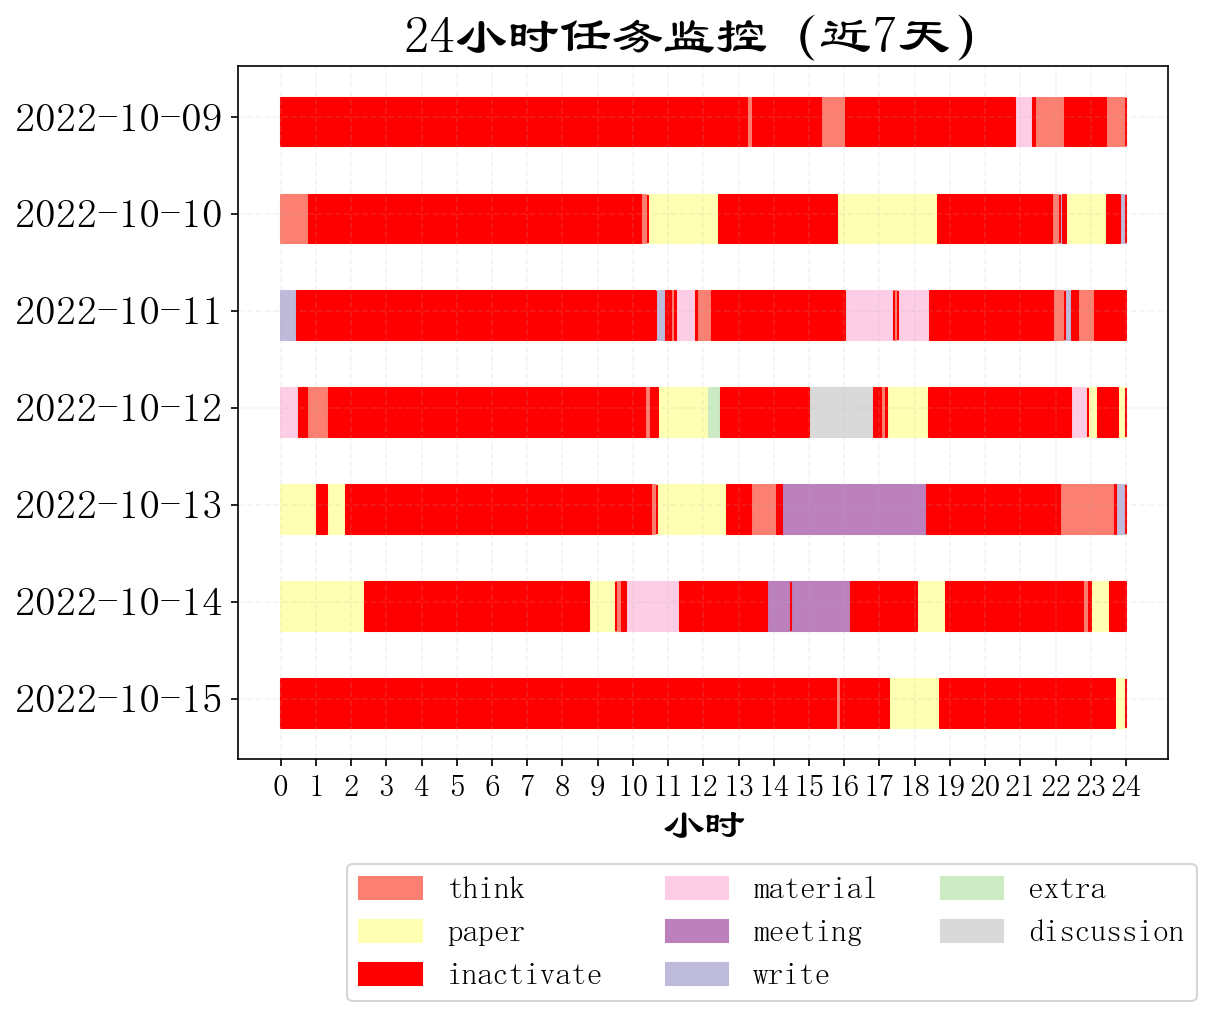 24小时任务监控 (近7天)
2022-10-09
2022-10-10
2022-10-11
2022-10-12
2022-10-13
2022-10-14
2022-10-15
0 1 2 3 4 5 6 7 8 9 10 11 12 13 14 15 16 17 18 19 20 21 22 23 24
小时
think material extra
paper meeting discussion
inactivate write